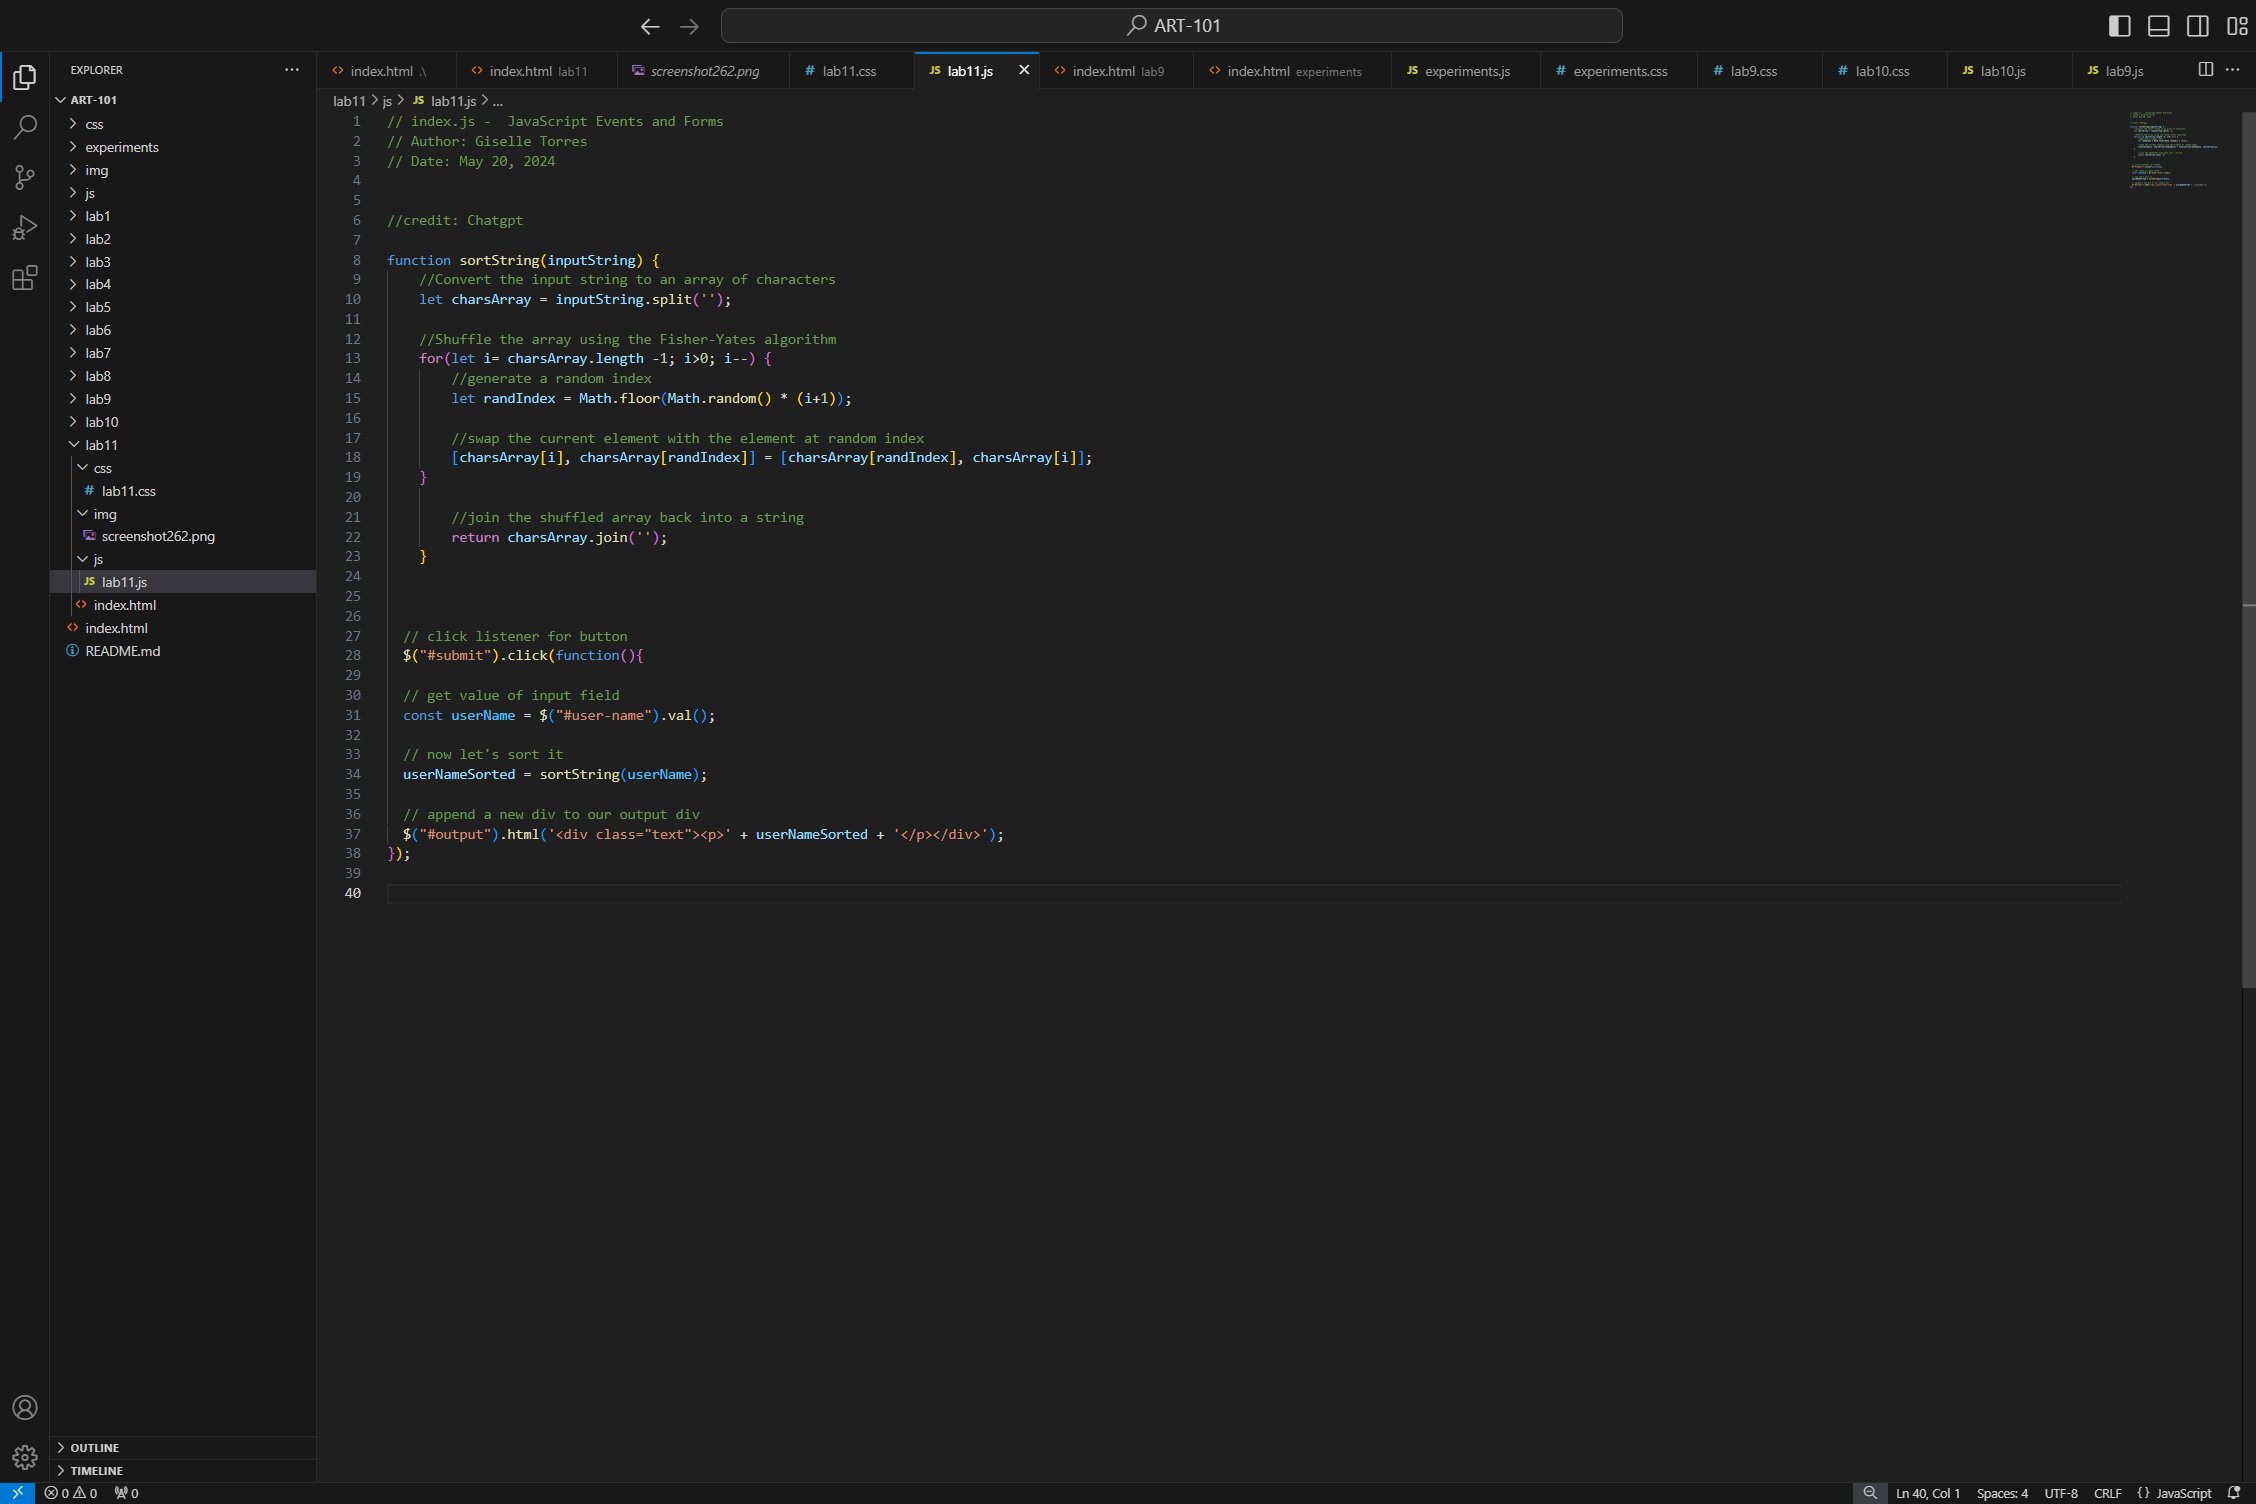 ART-101
EXPLORER
ART-101
css
experiments
img
js
lab1
lab2
lab3
lab4
lab5
lab6
lab7
lab8
lab9
lab10
lab11
css
# lab11.css
img
screenshot262.png
js
JS lab11.js
index.html
index.html
README.md
OUTLINE
TIMELINE
index.html .\
index.html lab11
screenshot262.png
# lab11.css
JS lab11.js
index.html lab9
index.html experiments
JS experiments.js
# experiments.css
# lab9.css
# lab10.css
JS lab10.js
JS lab9.js
lab11 > js > JS lab11.js > ...
1 // index.js -  JavaScript Events and Forms
2 // Author: Giselle Torres
3 // Date: May 20, 2024
4
5
6 //credit: Chatgpt
7
8 function sortString(inputString) {
9     //Convert the input string to an array of characters
10     let charsArray = inputString.split('');
11
12     //Shuffle the array using the Fisher-Yates algorithm
13     for(let i= charsArray.length -1; i>0; i--) {
14         //generate a random index
15         let randIndex = Math.floor(Math.random() * (i+1));
16
17         //swap the current element with the element at random index
18         [charsArray[i], charsArray[randIndex]] = [charsArray[randIndex], charsArray[i]];
19     }
20
21         //join the shuffled array back into a string
22         return charsArray.join('');
23     }
24
25
26
27   // click listener for button
28   $("#submit").click(function(){
29
30   // get value of input field
31   const userName = $("#user-name").val();
32
33   // now let's sort it
34   userNameSorted = sortString(userName);
35
36   // append a new div to our output div
37   $("#output").html('<div class="text"><p>' + userNameSorted + '</p></div>');
38 });
39
40
0 0 0
Ln 40, Col 1 Spaces: 4 UTF-8 CRLF {} JavaScript